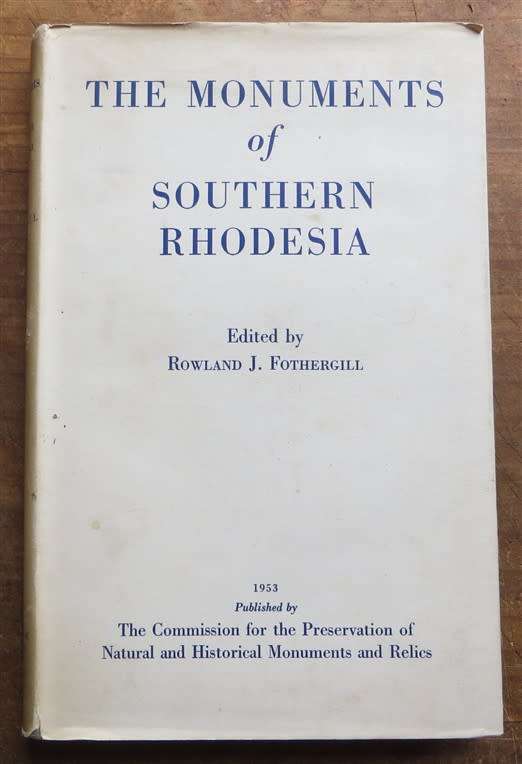 THE MONUMENTS
of
SOUTHERN
RHODESIA
Edited by
ROWLAND J. FOTHERGILL
1953
Published by
The Commission for the Preservation of
Natural and Historical Monuments and Relics